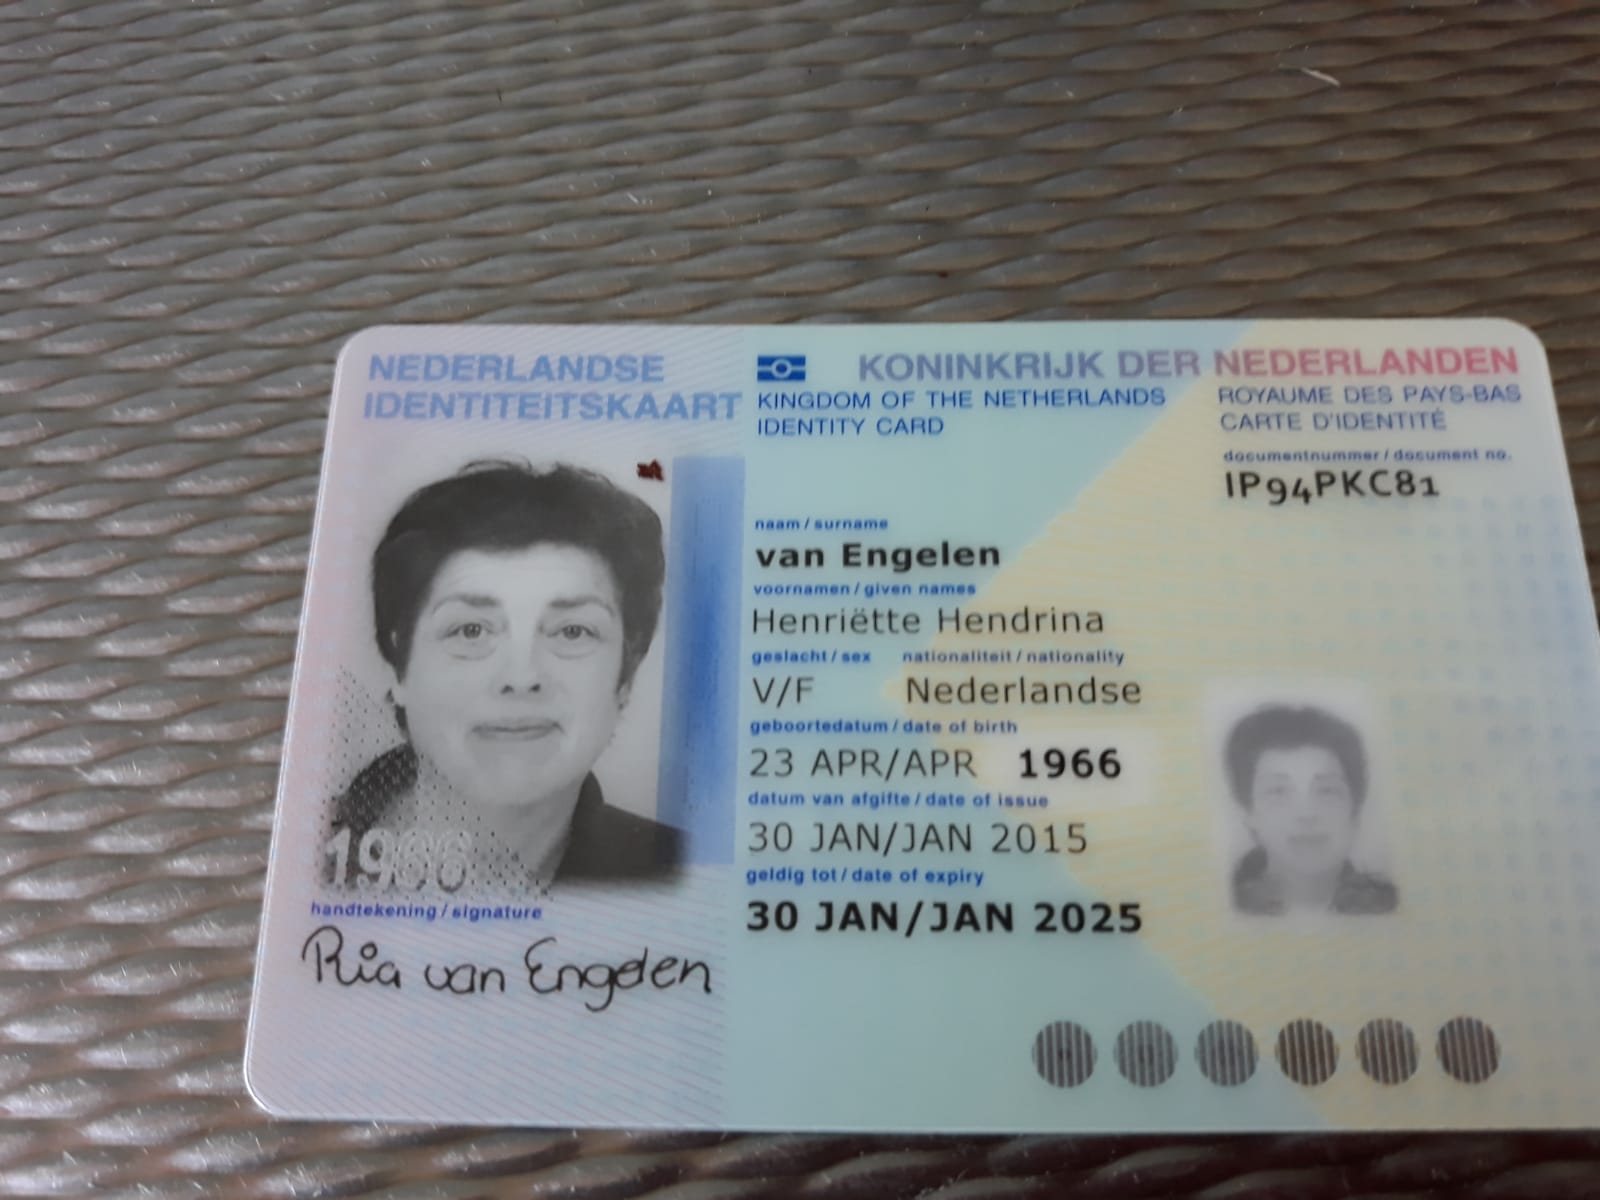 NEDERLANDSE
IDENTITEITSKAART
KONINKRIJK DER NEDERLANDEN
KINGDOM OF THE NETHERLANDS
IDENTITY CARD
ROYAUME DES PAYS-BAS
CARTE D'IDENTITÉ
documentnummer / document no.
IP94PKC81
naam / surname
van Engelen
voornamen / given names
Henriëtte Hendrina
geslacht / sex nationaliteit / nationality
V/F Nederlandse
geboortedatum / date of birth
23 APR/APR 1966
datum van afgifte / date of issue
30 JAN/JAN 2015
geldig tot / date of expiry
30 JAN/JAN 2025
1966
handtekening / signature
Ria van Engelen